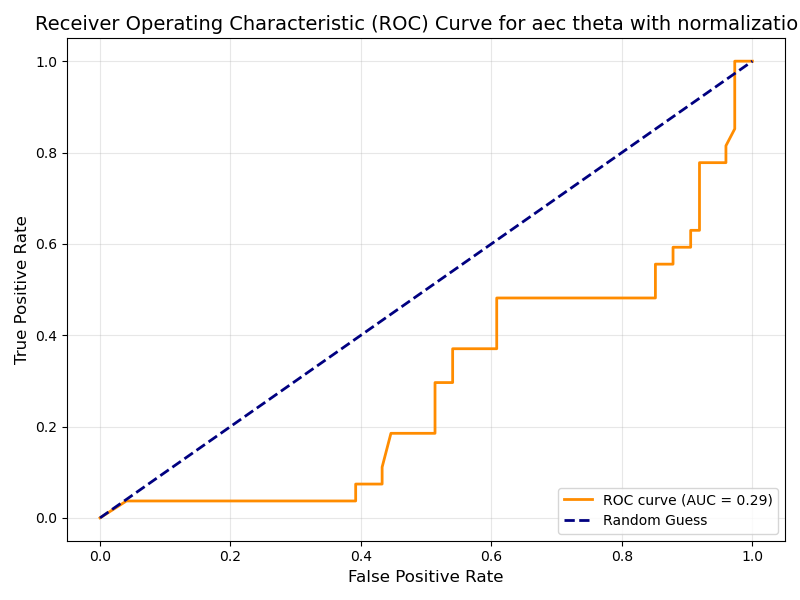 Receiver Operating Characteristic (ROC) Curve for aec theta with normalizatio
True Positive Rate
1.0
0.8
0.6
0.4
0.2
0.0
0.0 0.2 0.4 0.6 0.8 1.0
False Positive Rate
ROC curve (AUC = 0.29)
Random Guess